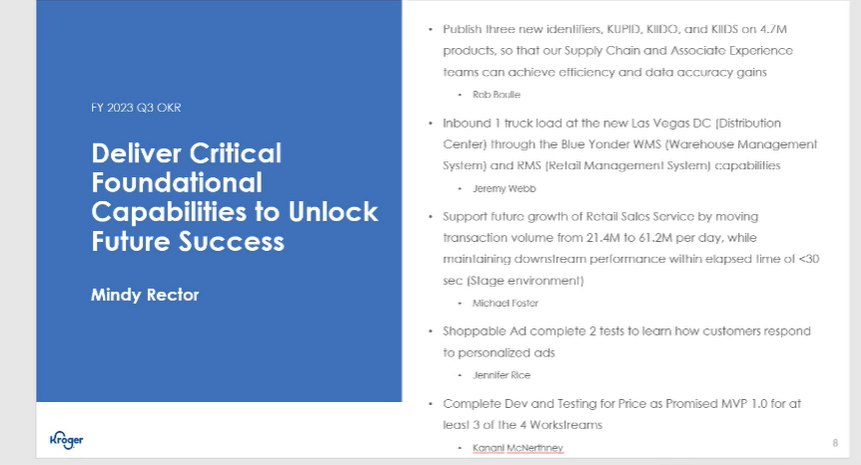 FY 2023 Q3 OKR
Deliver Critical
Foundational
Capabilities to Unlock
Future Success
Mindy Rector
Kroger
• Publish three new identifiers, KUPID, KIIDO, and KIIDS on 4.7M
products, so that our Supply Chain and Associate Experience
teams can achieve efficiency and data accuracy gains
• Rob Boulle
• Inbound 1 truck load at the new Las Vegas DC (Distribution
Center) through the Blue Yonder WMS (Warehouse Management
System) and RMS (Retail Management System) capabilities
• Jeremy Webb
• Support future growth of Retail Sales Service by moving
transaction volume from 21.4M to 61.2M per day, while
maintaining downstream performance within elapsed time of <30
sec (Stage environment)
• Michael Foster
• Shoppable Ad complete 2 tests to learn how customers respond
to personalized ads
• Jennifer Rice
• Complete Dev and Testing for Price as Promised MVP 1.0 for at
least 3 of the 4 Workstreams
• Kanani McNerthney
8